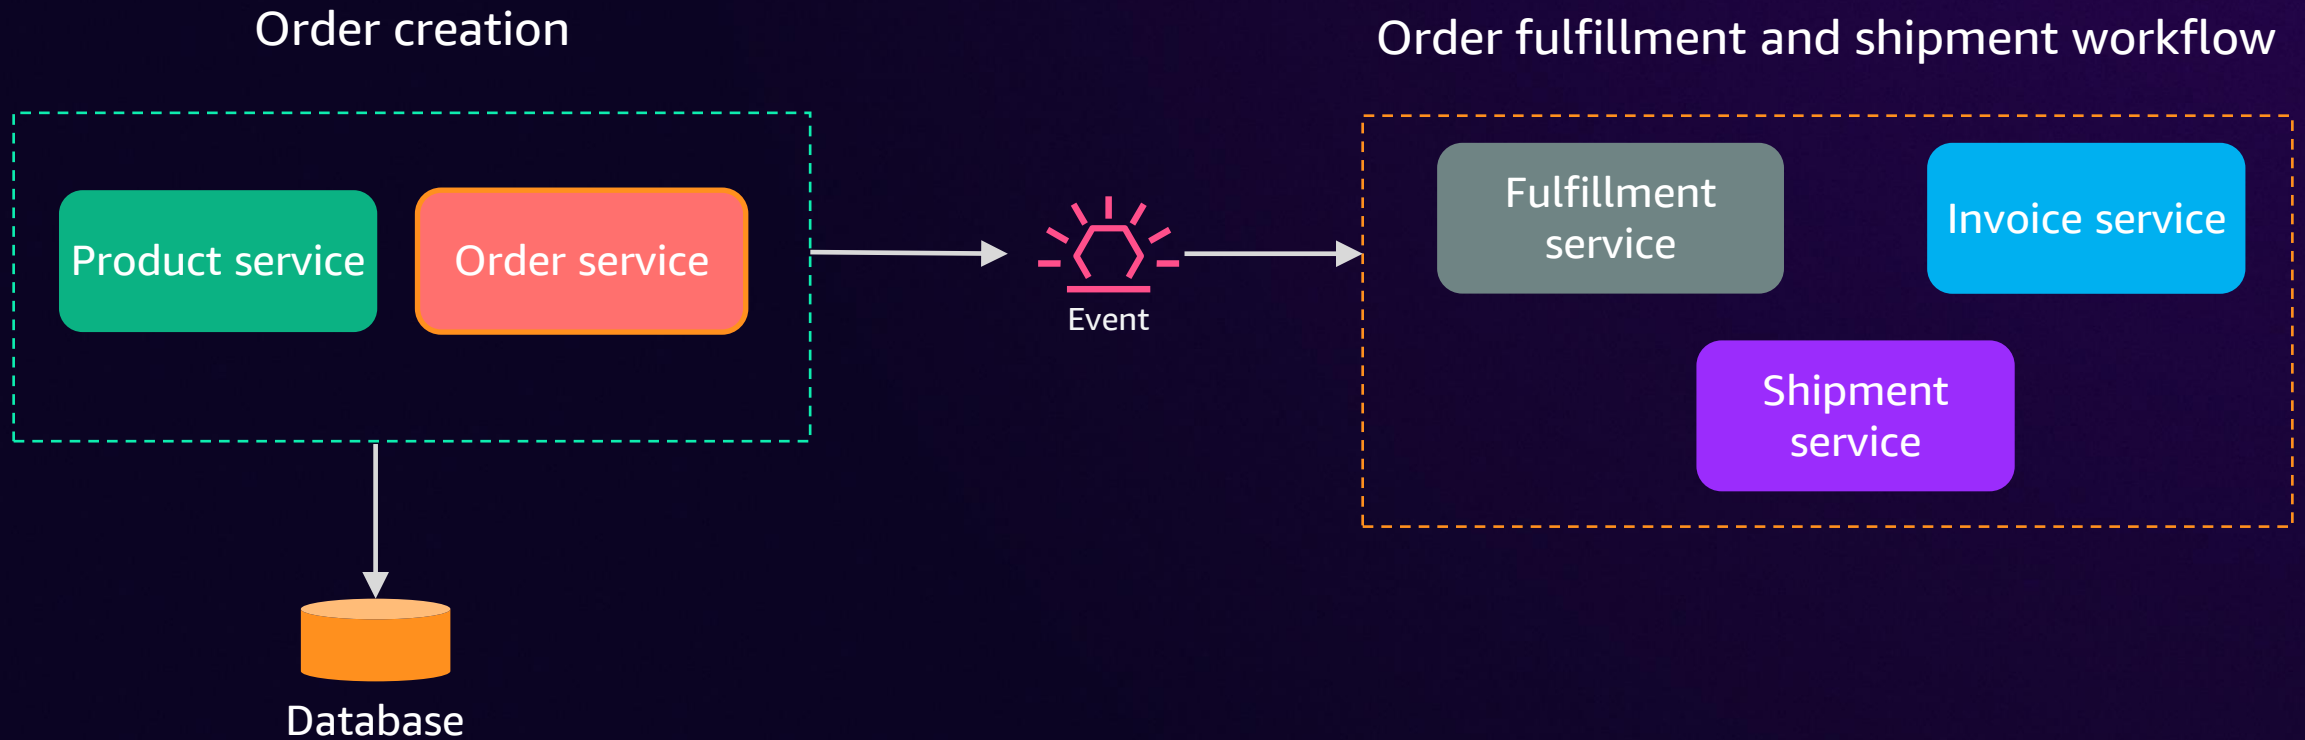 Order creation
Order fulfillment and shipment workflow
Product service
Order service
Event
Fulfillment
service
Invoice service
Shipment
service
Database